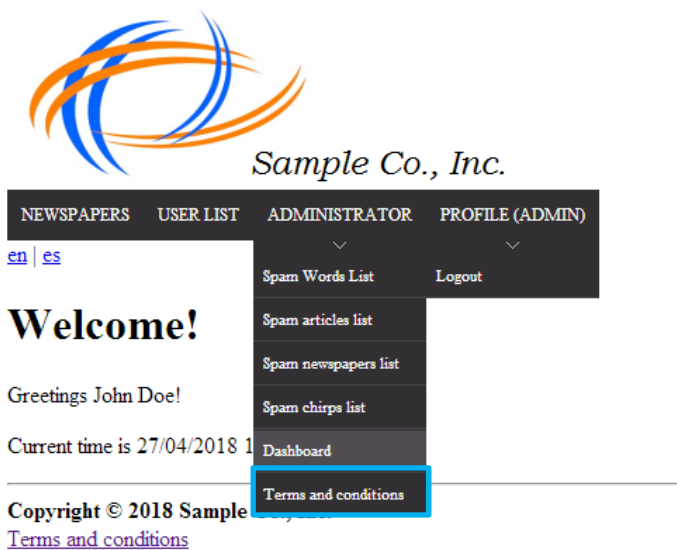 Sample Co., Inc.
NEWSPAPERS USER LIST ADMINISTRATOR PROFILE (ADMIN)
en | es
Spam Words List Logout
Welcome!
Spam articles list
Spam newspapers list
Greetings John Doe!
Spam chirps list
Current time is 27/04/2018 1
Dashboard
Terms and conditions
Copyright © 2018 Sample
Terms and conditions